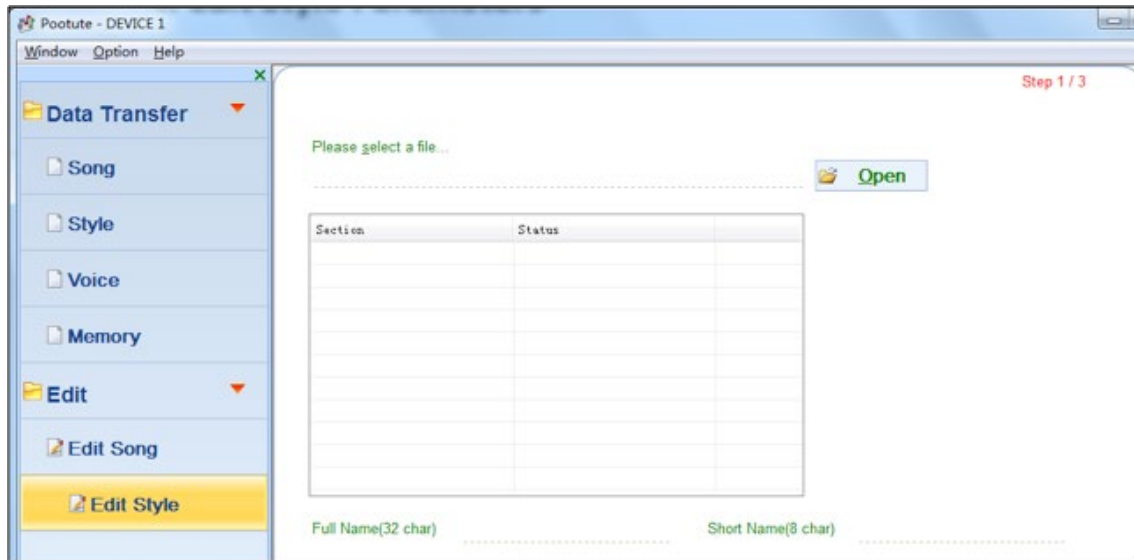 Pootute - DEVICE 1
Window Option Help
Data Transfer
Song
Style
Voice
Memory
Edit
Edit Song
Edit Style
Step 1 / 3
Please select a file...
Open
Section Status
Full Name(32 char) Short Name(8 char)